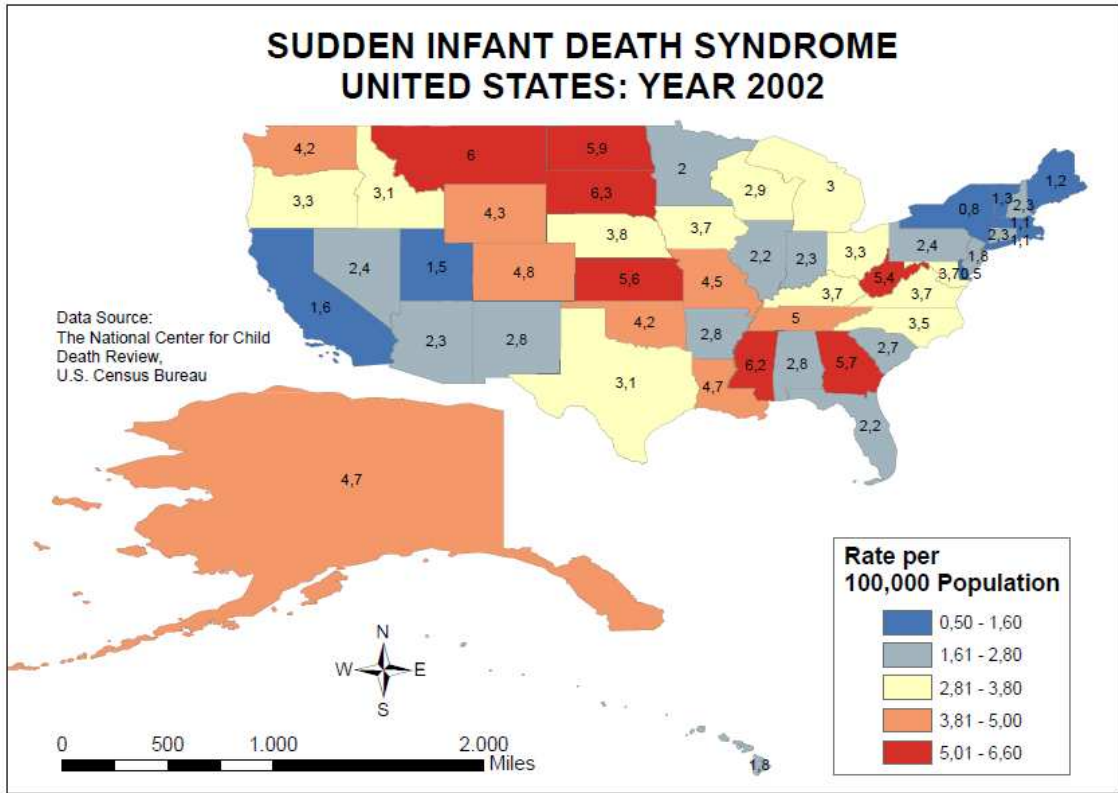 SUDDEN INFANT DEATH SYNDROME
UNITED STATES: YEAR 2002
4,2
6
5,9
2
3,3
3,1
4,3
6,3
2,9
3
0,8
1,3
2,3
1,2
1,1
2,3
1,1
3,8
3,7
2,4
1,8
1,6
2,4
1,5
4,8
5,6
4,5
2,2
2,3
3,3
5,4
3,7
0,5
3,7
3,7
3,5
2,3
2,8
4,2
2,8
5
2,7
3,1
4,7
6,2
2,8
5,7
2,2
Data Source:
The National Center for Child
Death Review,
U.S. Census Bureau
4,7
1,8
N
W E
S
0 500 1.000 2.000
Miles
Rate per
100,000 Population
0,50 - 1,60
1,61 - 2,80
2,81 - 3,80
3,81 - 5,00
5,01 - 6,60